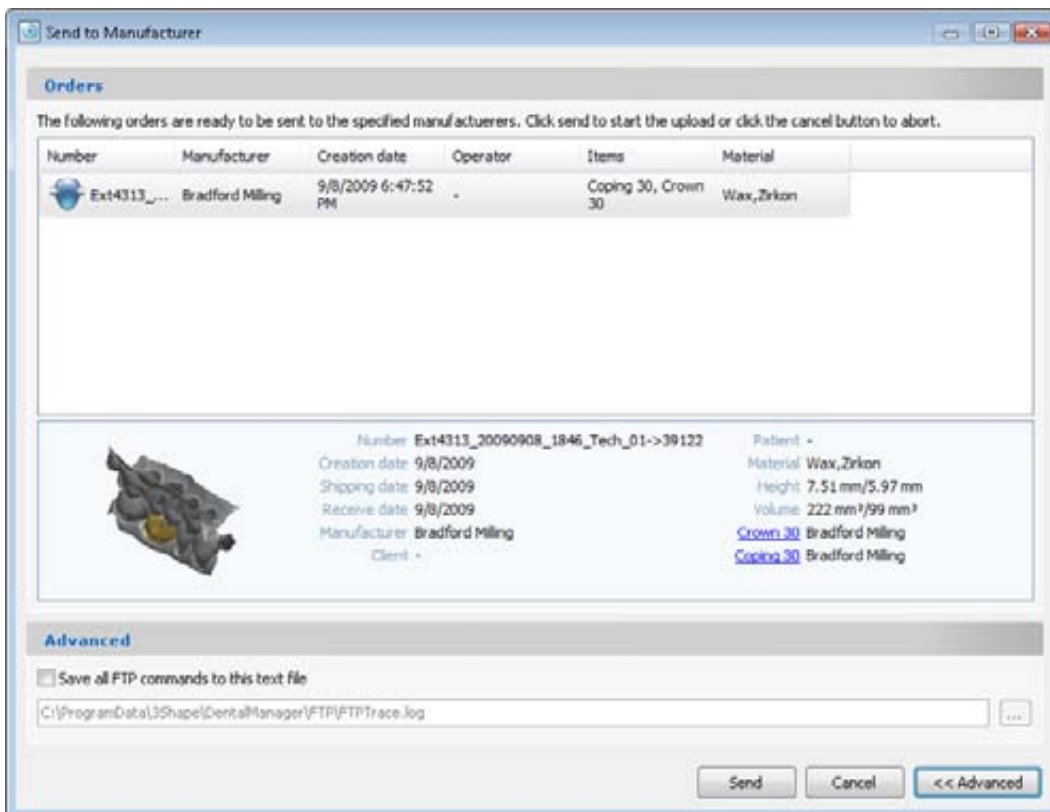 Send to Manufacturer
Orders
The following orders are ready to be sent to the specified manufactuerers. Click send to start the upload or click the cancel button to abort.
Number Manufacturer Creation date Operator Items Material
Ext4313_... Bradford Milling 9/8/2009 6:47:52 PM - Coping 30, Crown 30 Wax,Zirkon
Number Ext4313_20090908_1846_Tech_01->39122 Patient -
Creation date 9/8/2009 Material Wax,Zirkon
Shipping date 9/8/2009 Height 7.51 mm/5.97 mm
Receive date 9/8/2009 Volume 222 mm³/99 mm³
Manufacturer Bradford Milling Crown 30 Bradford Milling
Client - Coping 30 Bradford Milling
Advanced
Save all FTP commands to this text file
C:\ProgramData\3Shape\DentalManager\FTP\FTPTrace.log ...
Send Cancel << Advanced